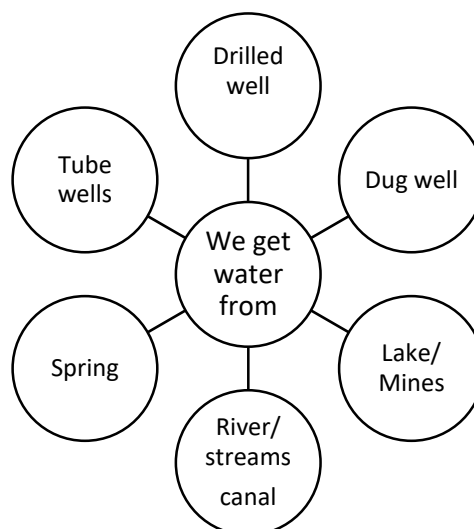 Drilled
well
Tube
wells
Dug well
We get
water
from
Spring
Lake/
Mines
River/
streams
canal